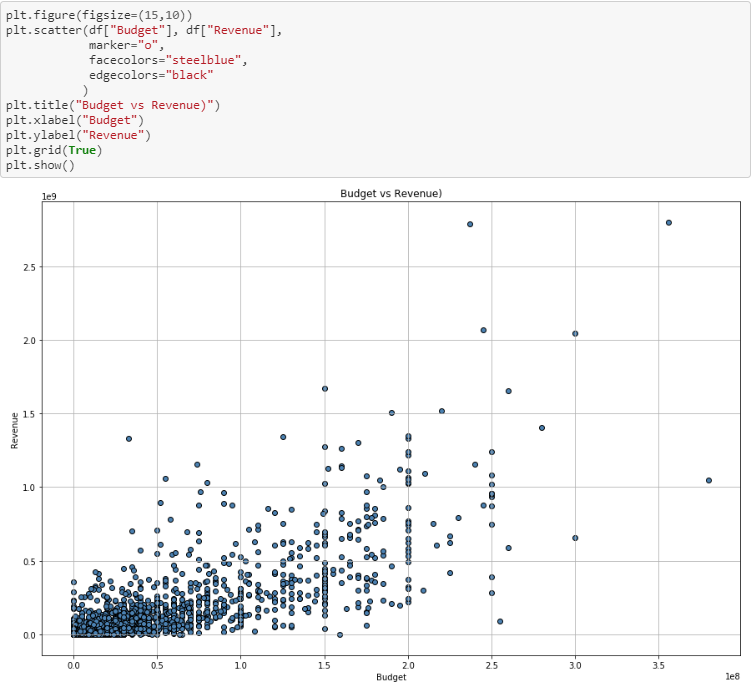 plt.figure(figsize=(15,10))
plt.scatter(df["Budget"], df["Revenue"],
marker="o",
facecolors="steelblue",
edgecolors="black"
)
plt.title("Budget vs Revenue)")
plt.xlabel("Budget")
plt.ylabel("Revenue")
plt.grid(True)
plt.show()
Budget vs Revenue)
1e9
2.5
2.0
1.5
1.0
0.5
0.0
Revenue
0.0 0.5 1.0 1.5 2.0 2.5 3.0 3.5
1e8
Budget